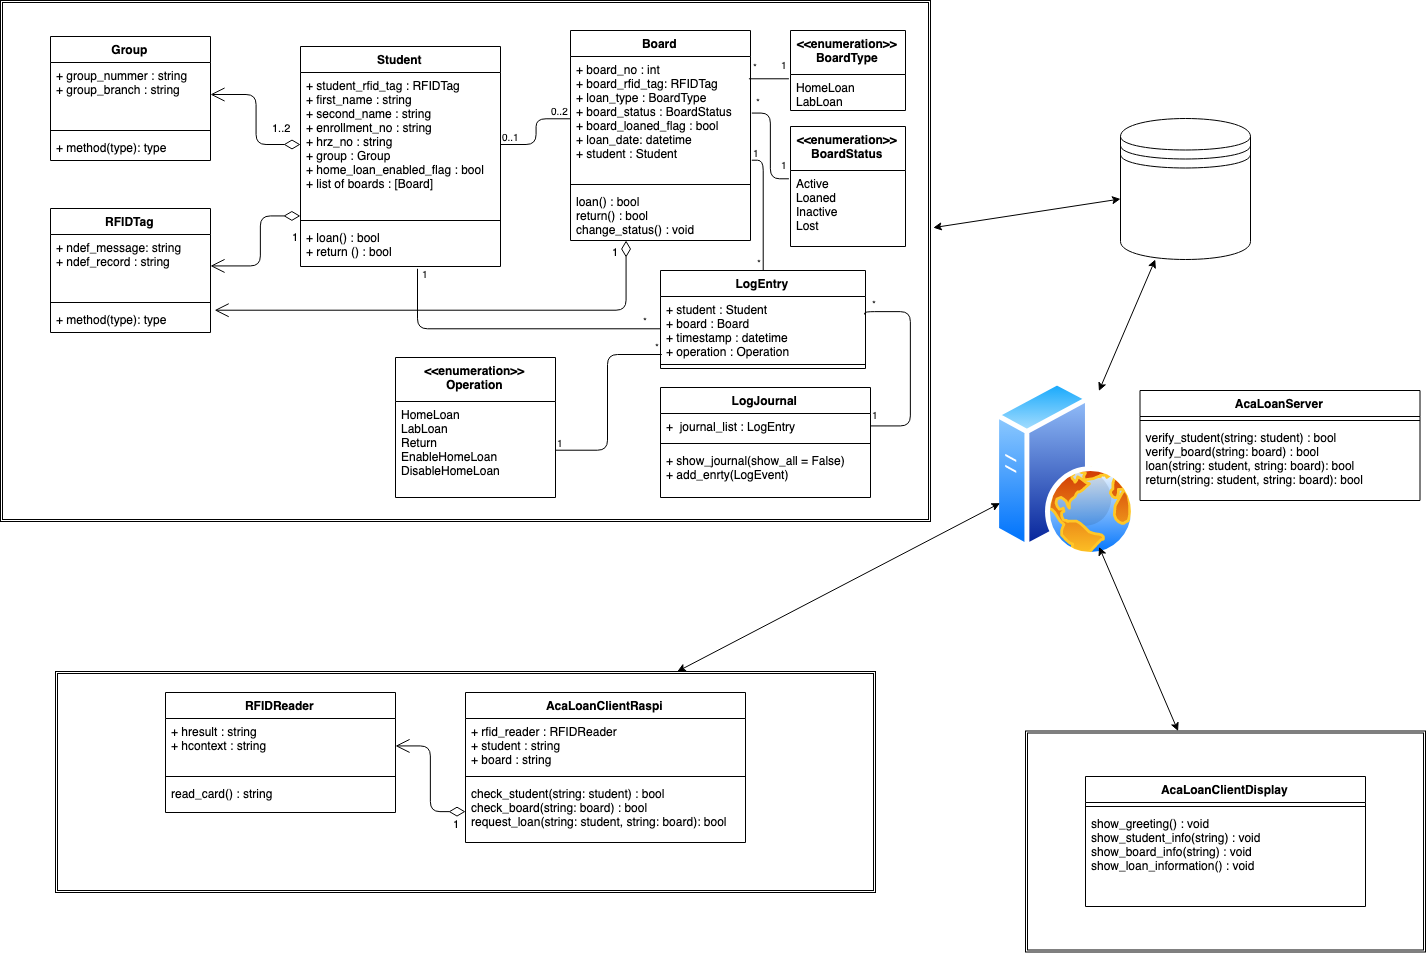 Group
+ group_nummer : string
+ group_branch : string
+ method(type): type
1..2
Student
+ student_rfid_tag : RFIDTag
+ first_name : string
+ second_name : string
+ enrollment_no : string
+ hrz_no : string
+ group : Group
+ home_loan_enabled_flag : bool
+ list of boards : [Board]
+ loan() : bool
+ return () : bool
0..1
0..2
Board
+ board_no : int
+ board_rfid_tag: RFIDTag
+ loan_type : BoardType
+ board_status : BoardStatus
+ board_loaned_flag : bool
+ loan_date: datetime
+ student : Student
loan() : bool
return() : bool
change_status() : void
*
1
<<enumeration>>
BoardType
HomeLoan
LabLoan
*
1
<<enumeration>>
BoardStatus
Active
Loaned
Inactive
Lost
1
*
RFIDTag
+ ndef_message: string
+ ndef_record : string
+ method(type): type
1
1
1
*
LogEntry
+ student : Student
+ board : Board
+ timestamp : datetime
+ operation : Operation
*
*
1
<<enumeration>>
Operation
HomeLoan
LabLoan
Return
EnableHomeLoan
DisableHomeLoan
1
LogJournal
+ journal_list : LogEntry
+ show_journal(show_all = False)
+ add_enrty(LogEvent)
AcaLoanServer
verify_student(string: student) : bool
verify_board(string: board) : bool
loan(string: student, string: board): bool
return(string: student, string: board): bool
RFIDReader
+ hresult : string
+ hcontext : string
read_card() : string
1
AcaLoanClientRaspi
+ rfid_reader : RFIDReader
+ student : string
+ board : string
check_student(string: student) : bool
check_board(string: board) : bool
request_loan(string: student, string: board): bool
AcaLoanClientDisplay
show_greeting() : void
show_student_info(string) : void
show_board_info(string) : void
show_loan_information() : void